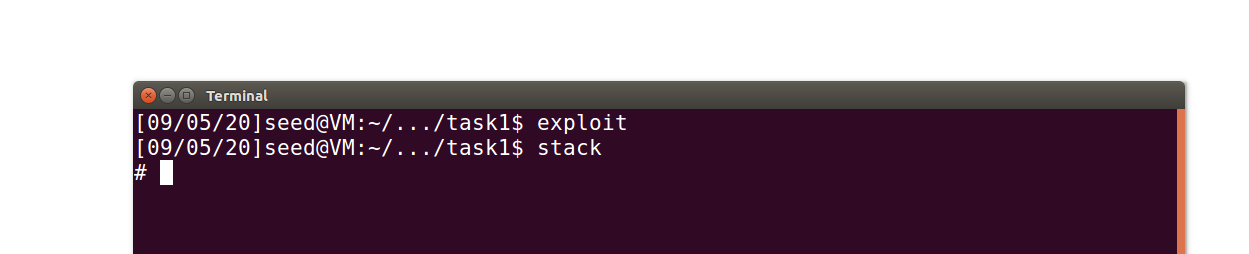 Terminal
[09/05/20]seed@VM:~/.../task1$ exploit
[09/05/20]seed@VM:~/.../task1$ stack
#